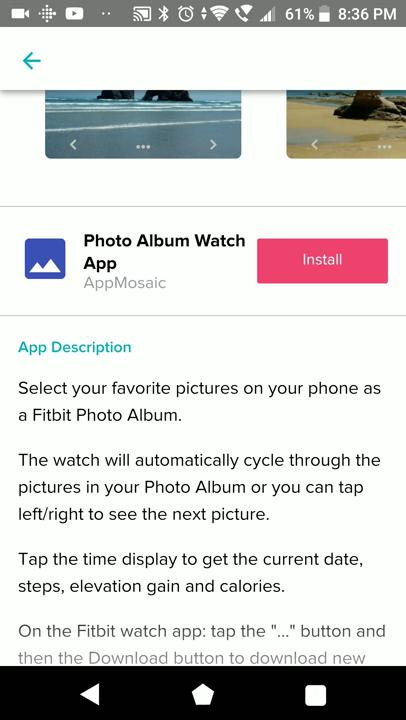 61% 8:36 PM
Photo Album Watch
App
AppMosaic
Install
App Description
Select your favorite pictures on your phone as
a Fitbit Photo Album.
The watch will automatically cycle through the
pictures in your Photo Album or you can tap
left/right to see the next picture.
Tap the time display to get the current date,
steps, elevation gain and calories.
On the Fitbit watch app: tap the "..." button and
then the Download button to download new